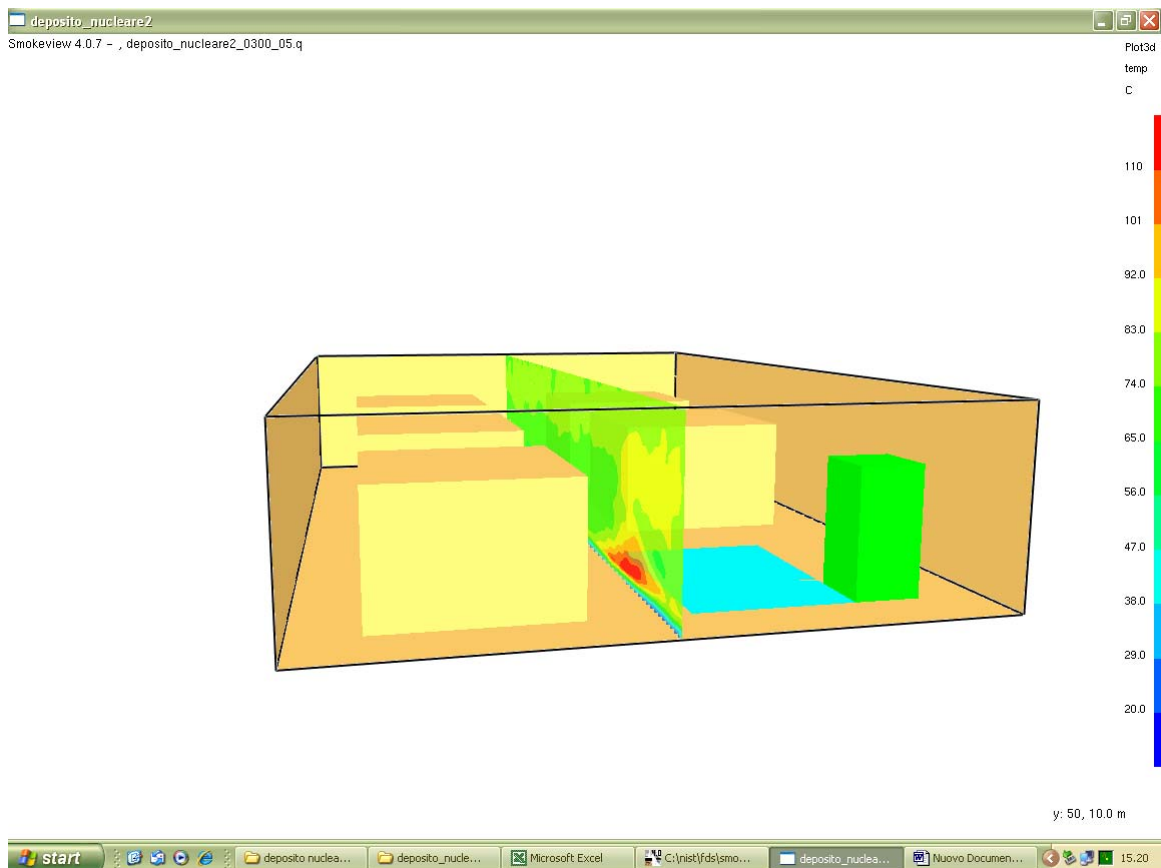 deposito_nucleare2
Smokeview 4.0.7 - , deposito_nucleare2_0300_05.q
Plot3d
temp
C
110
101
92.0
83.0
74.0
65.0
56.0
47.0
38.0
29.0
20.0
y: 50, 10.0 m
start
deposito nuclea...
deposito_nucle...
Microsoft Excel
C:\nist\fds\smo...
deposito_nuclea...
Nuovo Documen...
15.20